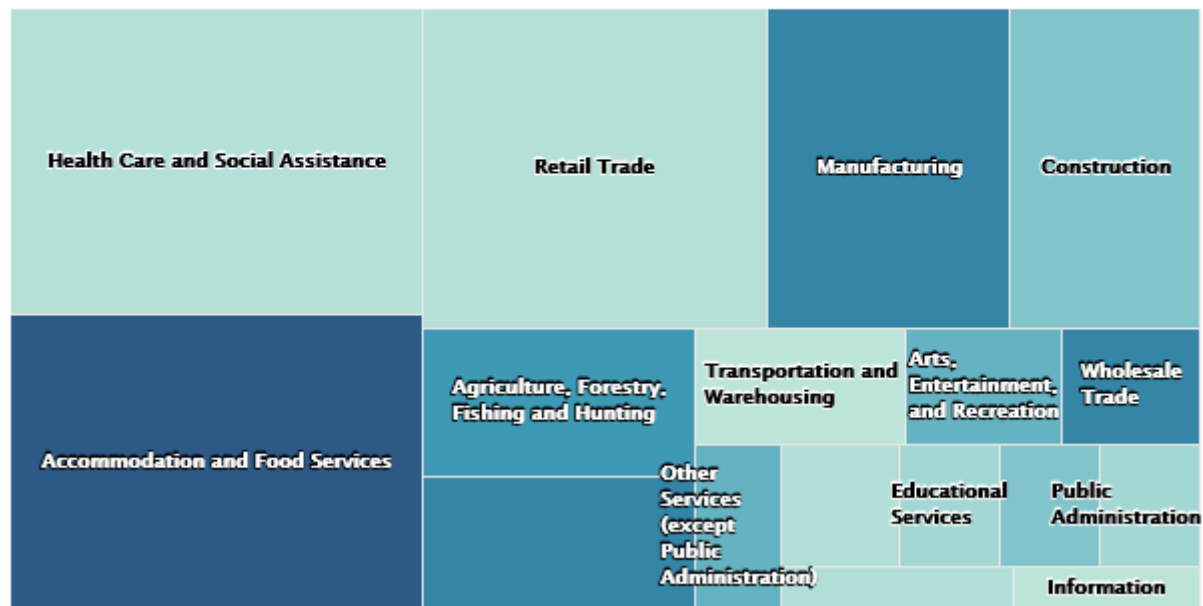 Health Care and Social Assistance
Retail Trade
Manufacturing
Construction
Accommodation and Food Services
Agriculture, Forestry,
Fishing and Hunting
Transportation and
Warehousing
Arts,
Entertainment,
and Recreation
Wholesale
Trade
Other
Services
(except
Public
Administration)
Educational
Services
Public
Administration
Information